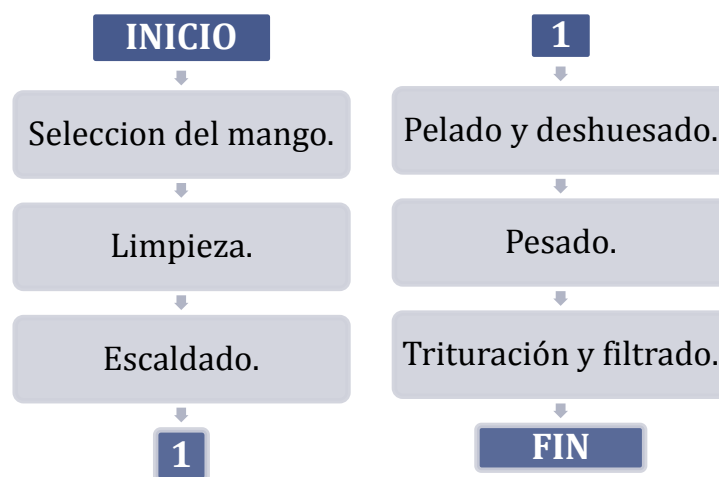 INICIO
Seleccion del mango.
Limpieza.
Escaldado.
1
1
Pelado y deshuesado.
Pesado.
Trituración y filtrado.
FIN